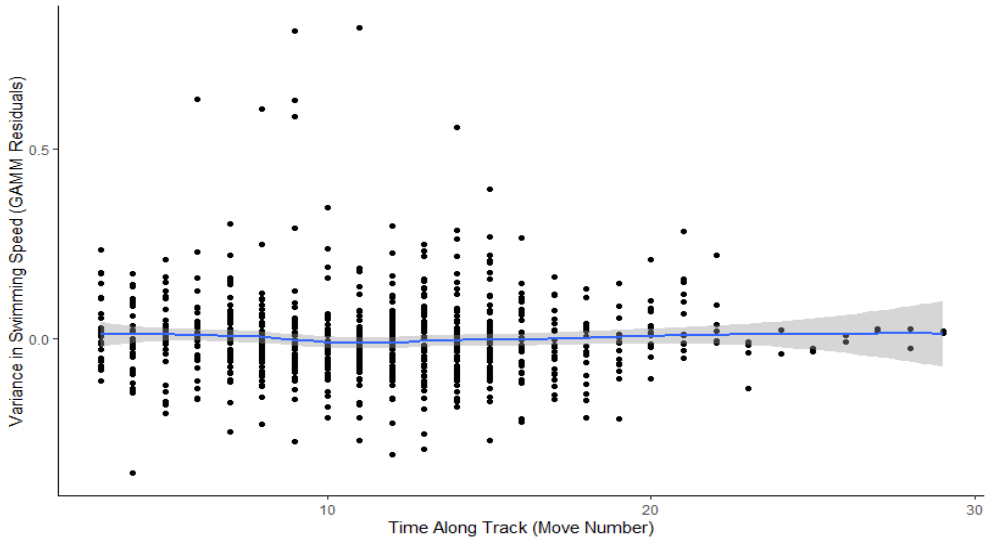 Variance in Swimming Speed (GAMM Residuals)
0.5
0.0
10
20
30
Time Along Track (Move Number)